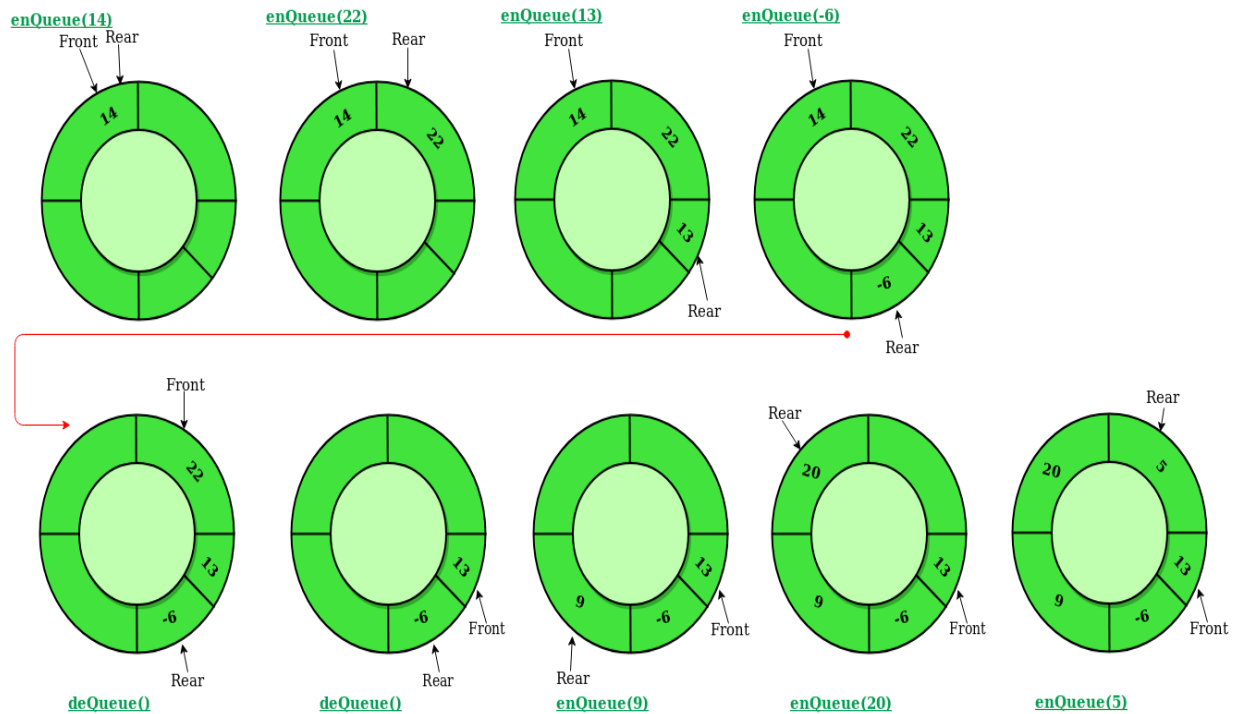 enQueue(14)
Front
Rear
14
enQueue(22)
Front
Rear
14
22
enQueue(13)
Front
14
22
13
Rear
enQueue(-6)
Front
14
22
13
-6
Rear
Front
22
13
-6
Rear
deQueue()
13
-6
Front
Rear
deQueue()
13
9
-6
Front
Rear
enQueue(9)
Rear
20
13
9
-6
Front
enQueue(20)
Rear
20
5
13
9
-6
Front
enQueue(5)